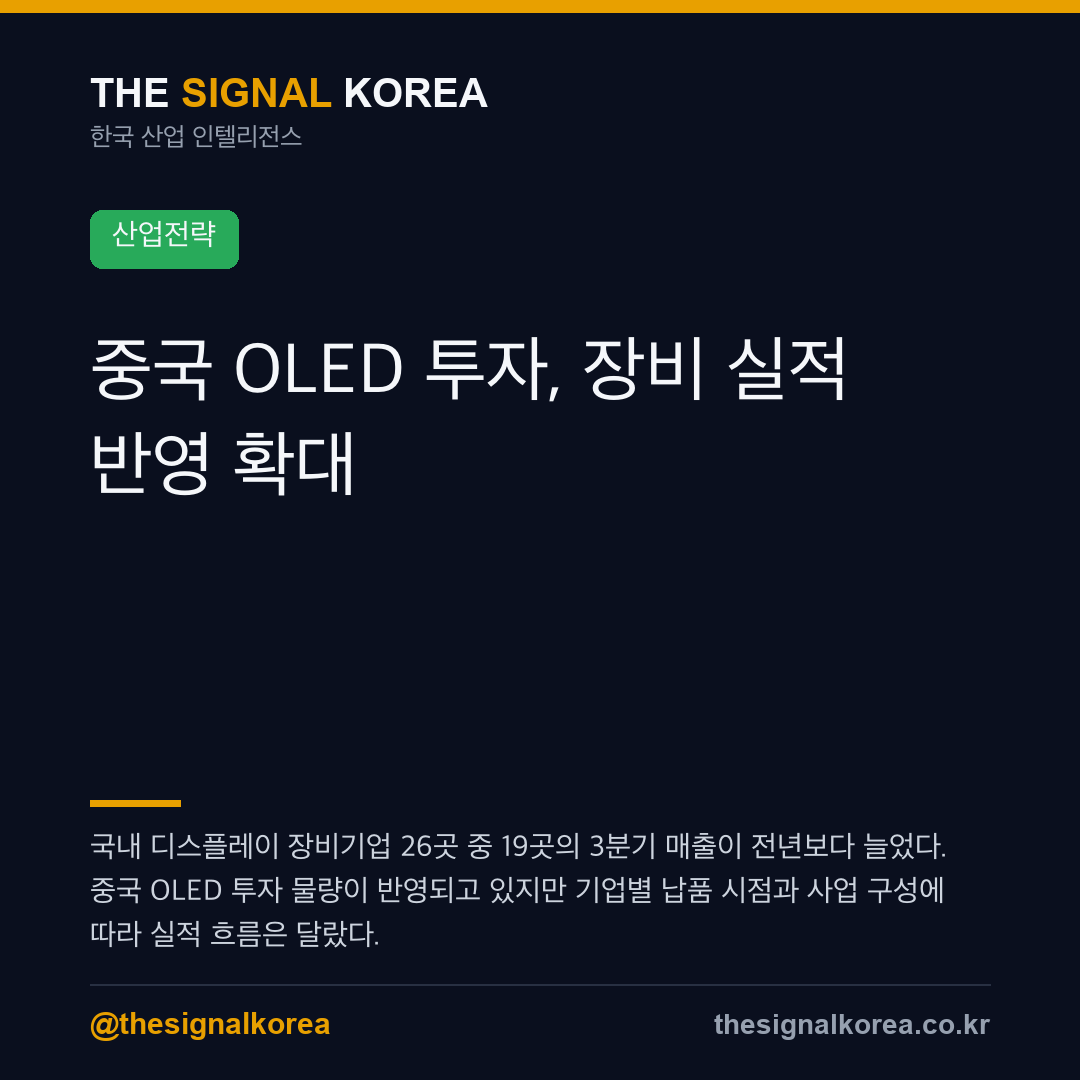 THE SIGNAL KOREA
한국 산업 인텔리전스
산업전략
중국 OLED 투자, 장비 실적
반영 확대
국내 디스플레이 장비기업 26곳 중 19곳의 3분기 매출이 전년보다 늘었다.
중국 OLED 투자 물량이 반영되고 있지만 기업별 납품 시점과 사업 구성에
따라 실적 흐름은 달랐다.
@thesignalkorea
thesignalkorea.co.kr